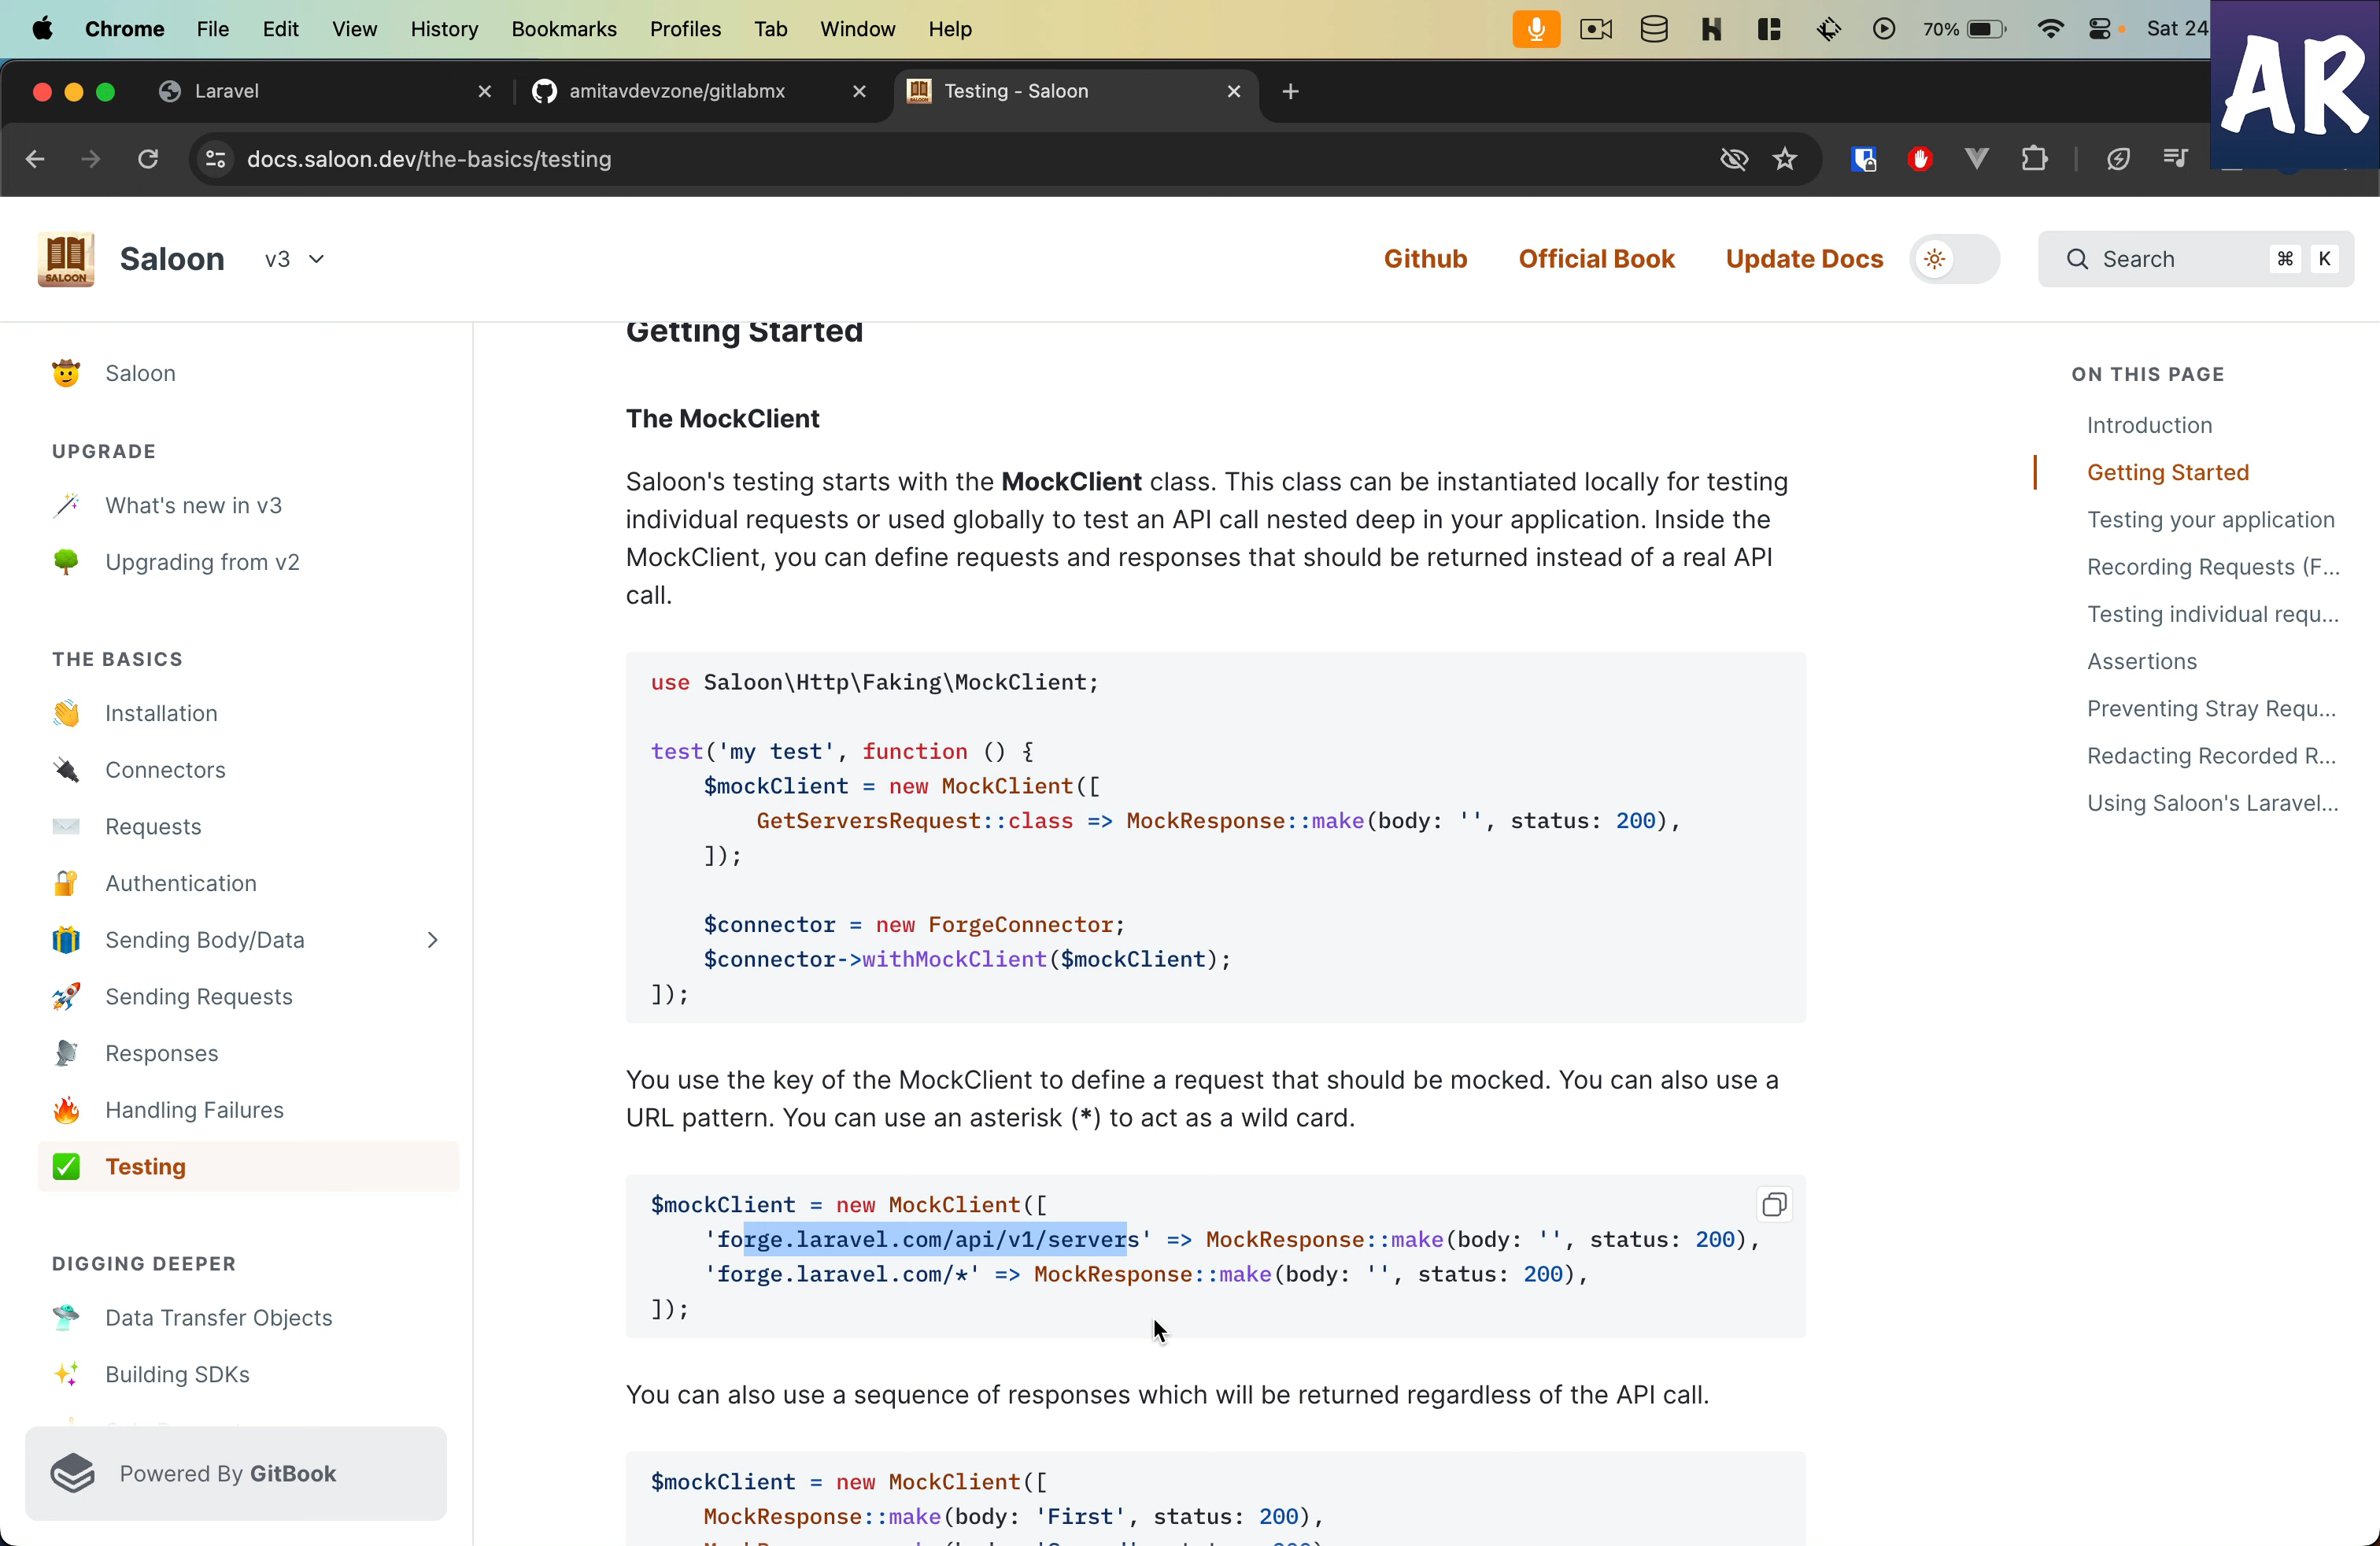 Chrome File Edit View History Bookmarks Profiles Tab Window Help 70% Sat 24
AR
Laravel amitavdevzone/gitlabmx Testing - Saloon
docs.saloon.dev/the-basics/testing
SALOON
Saloon v3 Github Official Book Update Docs Search ⌘ K
Saloon
UPGRADE
What's new in v3
Upgrading from v2
THE BASICS
Installation
Connectors
Requests
Authentication
Sending Body/Data
Sending Requests
Responses
Handling Failures
Testing
DIGGING DEEPER
Data Transfer Objects
Building SDKs
Powered By GitBook
Getting Started
The MockClient
Saloon's testing starts with the MockClient class. This class can be instantiated locally for testing
individual requests or used globally to test an API call nested deep in your application. Inside the
MockClient, you can define requests and responses that should be returned instead of a real API
call.
use Saloon\Http\Faking\MockClient;
test('my test', function () {
    $mockClient = new MockClient([
        GetServersRequest::class => MockResponse::make(body: '', status: 200),
    ]);
    $connector = new ForgeConnector;
    $connector->withMockClient($mockClient);
]);
You use the key of the MockClient to define a request that should be mocked. You can also use a
URL pattern. You can use an asterisk (*) to act as a wild card.
$mockClient = new MockClient([
    'forge.laravel.com/api/v1/servers' => MockResponse::make(body: '', status: 200),
    'forge.laravel.com/*' => MockResponse::make(body: '', status: 200),
]);
You can also use a sequence of responses which will be returned regardless of the API call.
$mockClient = new MockClient([
    MockResponse::make(body: 'First', status: 200),
ON THIS PAGE
Introduction
Getting Started
Testing your application
Recording Requests (F...
Testing individual requ...
Assertions
Preventing Stray Requ...
Redacting Recorded R...
Using Saloon's Laravel...